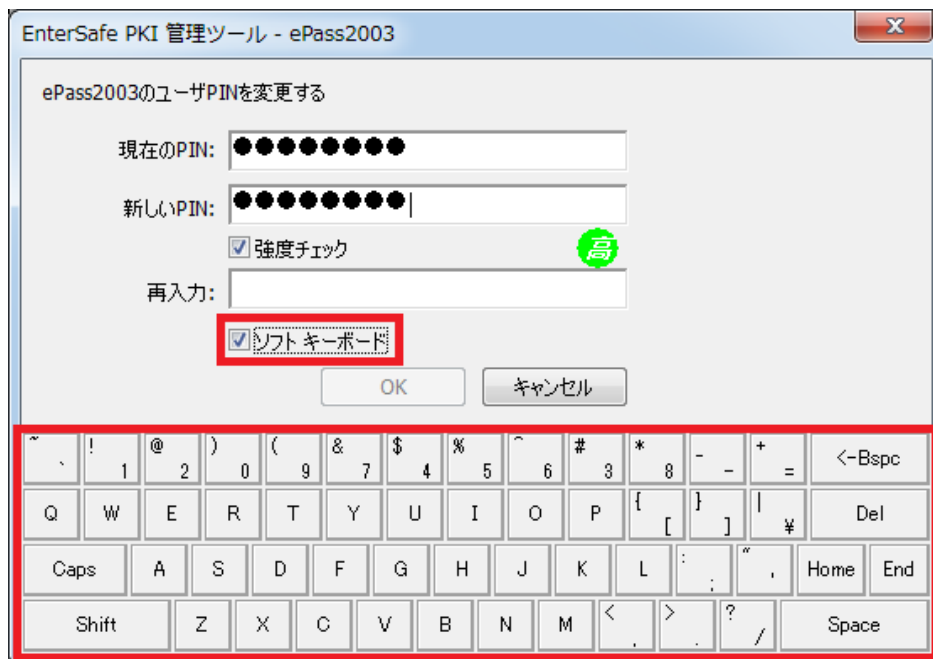 EnterSafe PKI 管理ツール - ePass2003
ePass2003のユーザPINを変更する
現在のPIN: ●●●●●●●●
新しいPIN: ●●●●●●●●
強度チェック 高
再入力:
ソフト キーボード
OK キャンセル
~ ` ! 1 @ 2 ) 0 ( 9 & 7 $ 4 % 5 ^ 6 # 3 * 8 _ - + = <-Bspc
Q W E R T Y U I O P { [ } ] | ¥ Del
Caps A S D F G H J K L : ; " ' Home End
Shift Z X C V B N M < , > . ? / Space